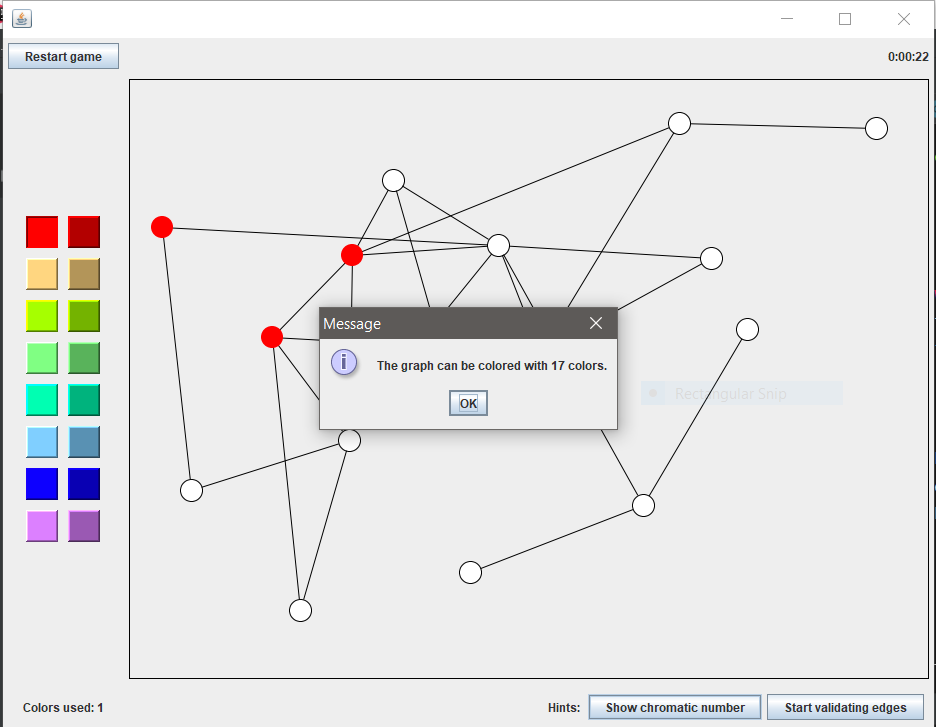 Restart game
0:00:22
Message
The graph can be colored with 17 colors.
OK
Rectangular Snip
Colors used: 1
Hints:
Show chromatic number
Start validating edges